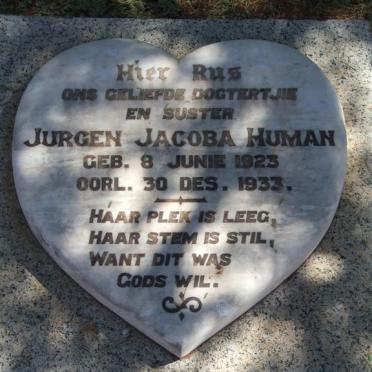 Hier Rus
ONS GELIEFDE DOGTERTJIE
EN SUSTER
JURGEN JACOBA HUMAN
GEB. 8 JUNIE 1923
OORL. 30 DES. 1933.
HAAR PLEK IS LEEG,
HAAR STEM IS STIL,
WANT DIT WAS
GODS WIL.